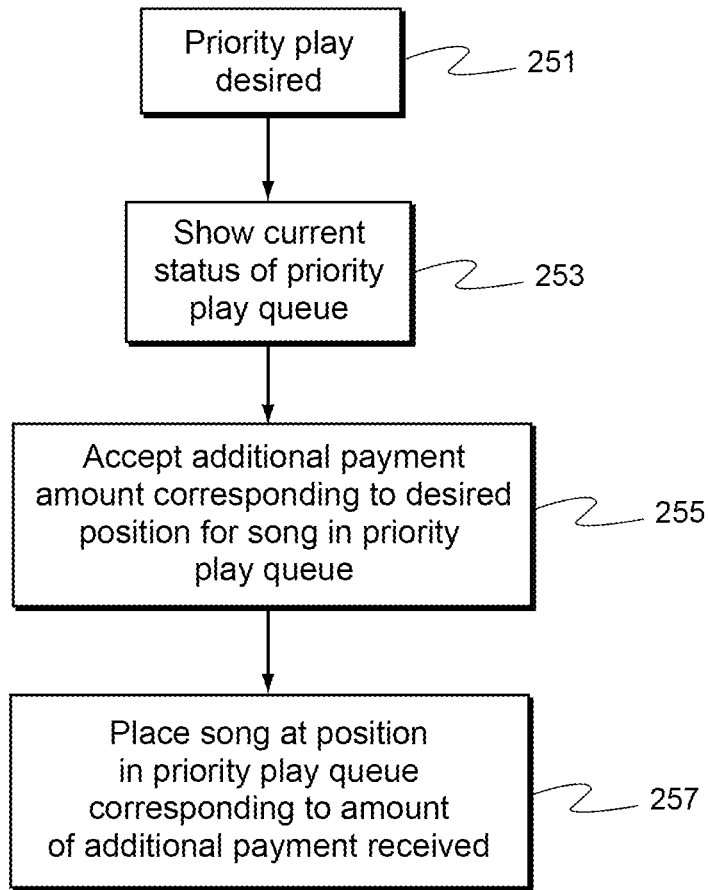 Priority play
desired
251
Show current
status of priority
play queue
253
Accept additional payment
amount corresponding to desired
position for song in priority
play queue
255
Place song at position
in priority play queue
corresponding to amount
of additional payment received
257